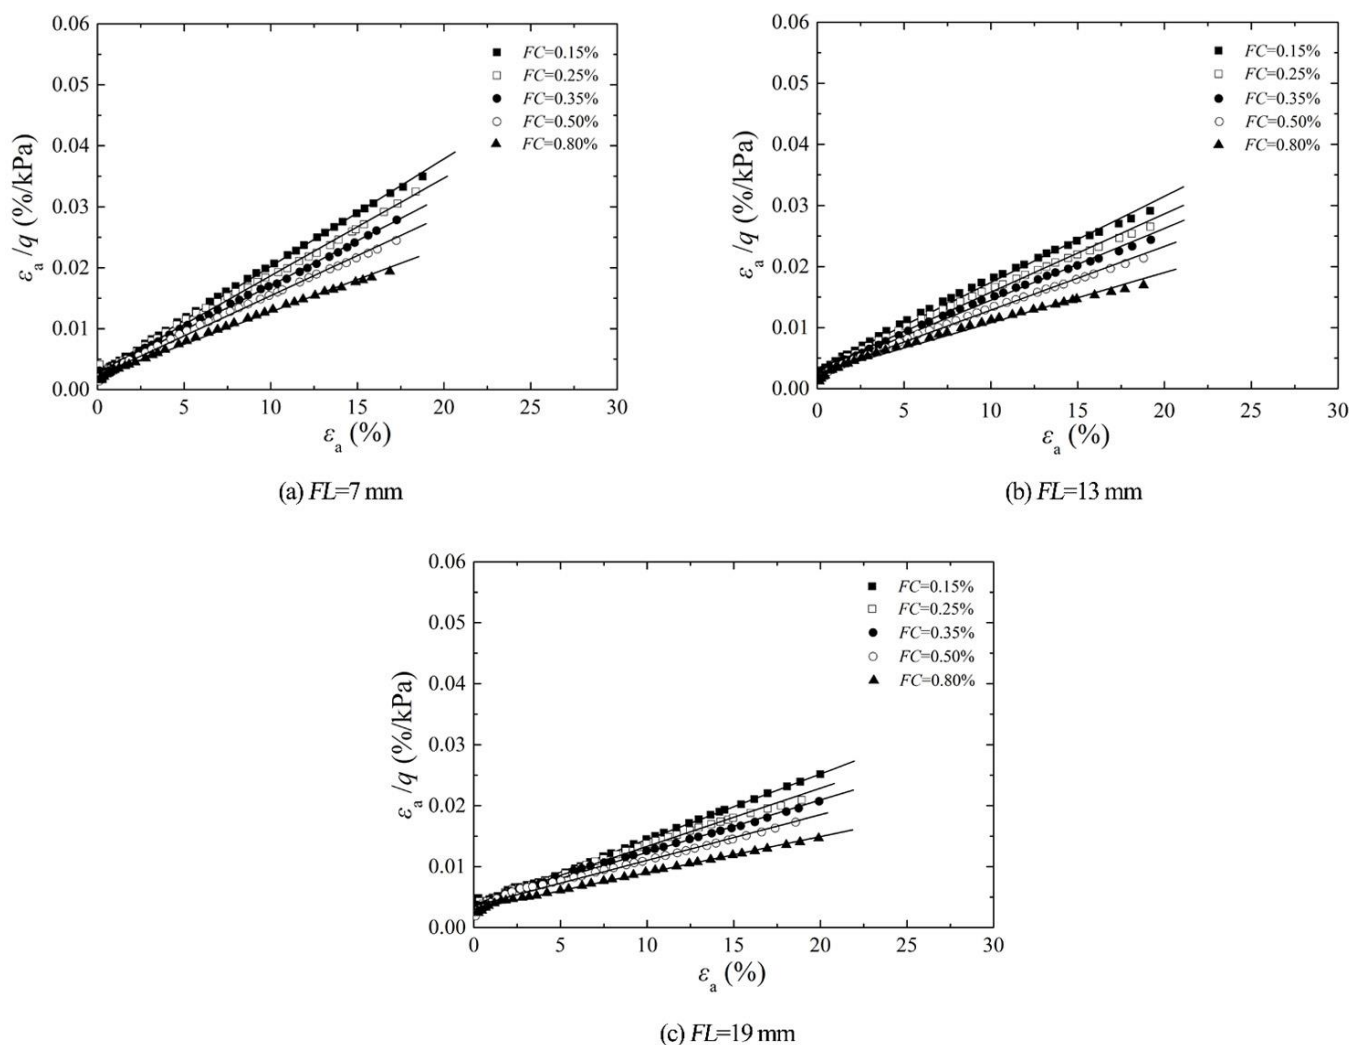 0.06
0.05
0.04
0.03
0.02
0.01
0.00
εa/q (%/kPa)
FC=0.15%
FC=0.25%
FC=0.35%
FC=0.50%
FC=0.80%
0 5 10 15 20 25 30
εa (%)
(a) FL=7 mm
0.06
0.05
0.04
0.03
0.02
0.01
0.00
εa/q (%/kPa)
FC=0.15%
FC=0.25%
FC=0.35%
FC=0.50%
FC=0.80%
0 5 10 15 20 25 30
εa (%)
(b) FL=13 mm
0.06
0.05
0.04
0.03
0.02
0.01
0.00
εa/q (%/kPa)
FC=0.15%
FC=0.25%
FC=0.35%
FC=0.50%
FC=0.80%
0 5 10 15 20 25 30
εa (%)
(c) FL=19 mm